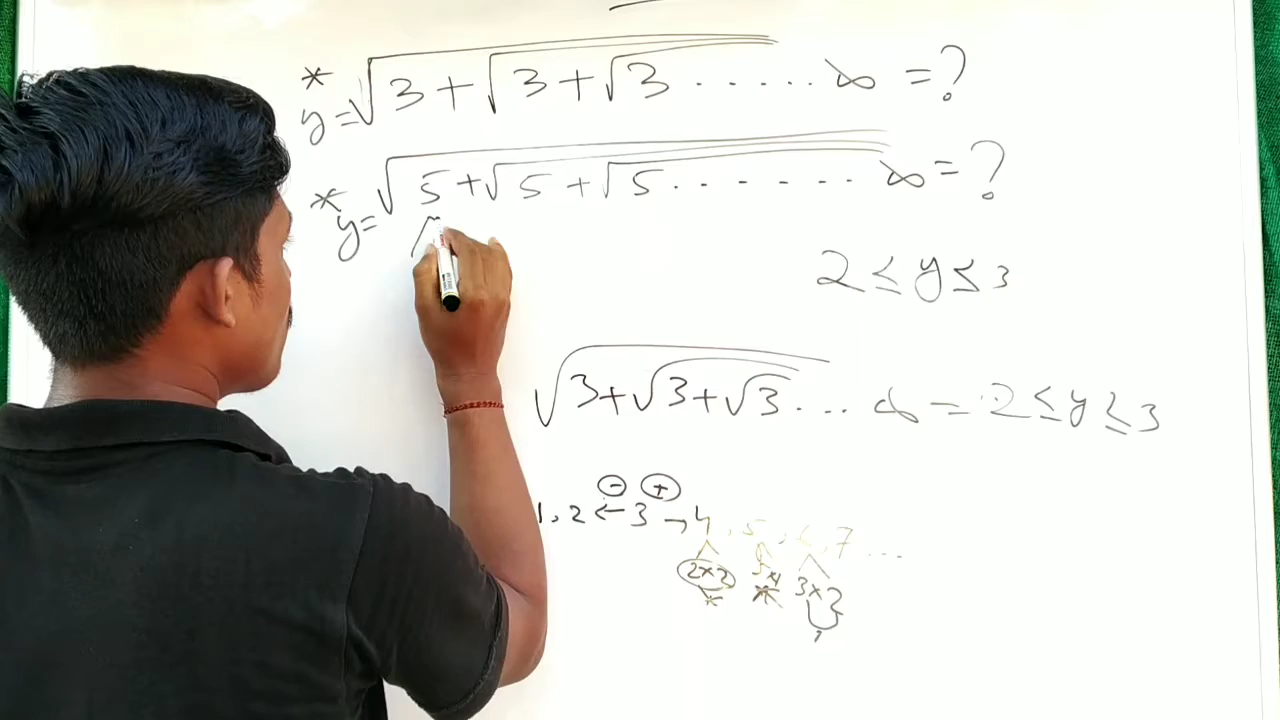 * y = √3 + √3 + √3 ...... ∞ = ?
* y = √5 + √5 + √5 ....... ∞ = ?
2 ≤ y ≤ 3
√3 + √3 + √3 ... ∞ = 2 ≤ y ≥ 3
⊖ ⊕
1, 2 ← 3 → 4, 5, 6, 7 ...
2×2 3×2